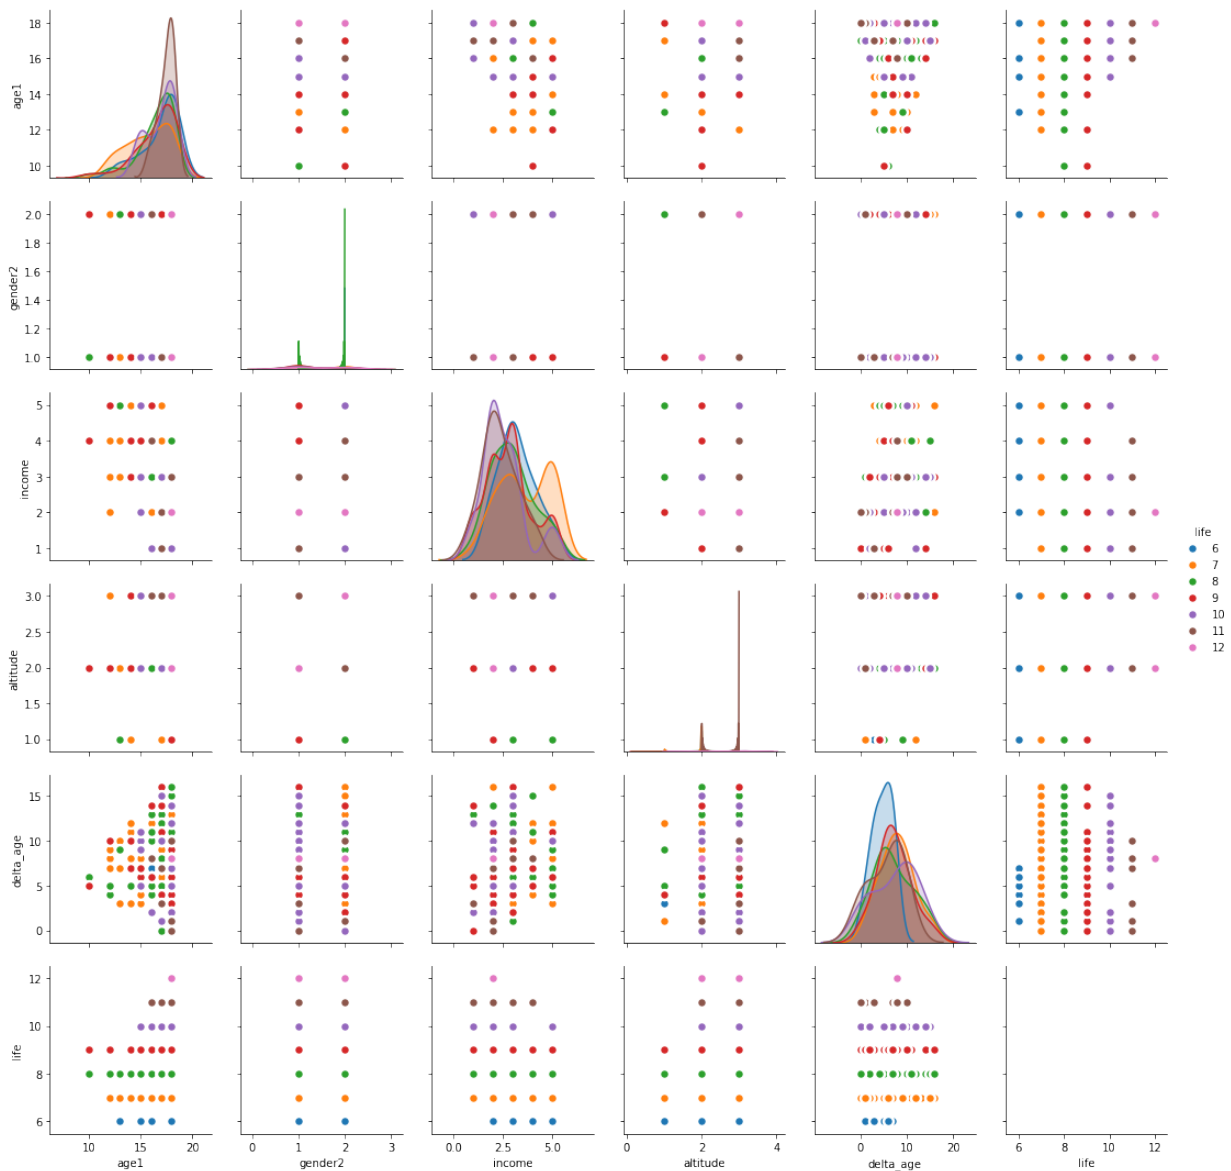 18
16
14
12
10
age1
2.0
1.8
1.6
1.4
1.2
1.0
gender2
5
4
3
2
1
income
life
6
7
8
9
10
11
12
3.0
2.5
2.0
1.5
1.0
altitude
15
10
5
0
delta_age
12
10
8
6
life
10 15 20
0 1 2 3
0.0 2.5 5.0
0 2 4
0 10 20
6 8 10 12
age1 gender2 income altitude delta_age life